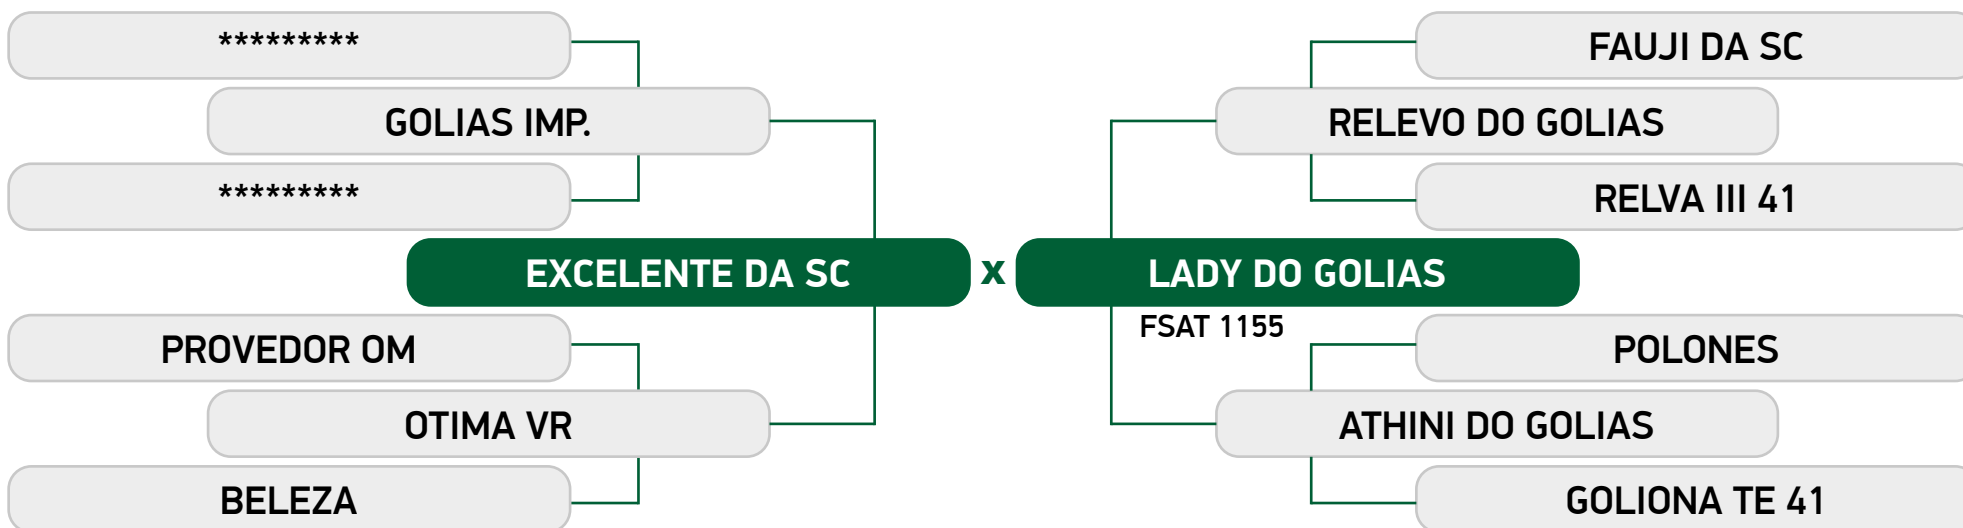 *********
GOLIAS IMP.
*********
EXCELENTE DA SC
PROVEDOR OM
OTIMA VR
BELEZA
x
FAUJI DA SC
RELEVO DO GOLIAS
RELVA III 41
LADY DO GOLIAS
FSAT 1155
POLONES
ATHINI DO GOLIAS
GOLIONA TE 41